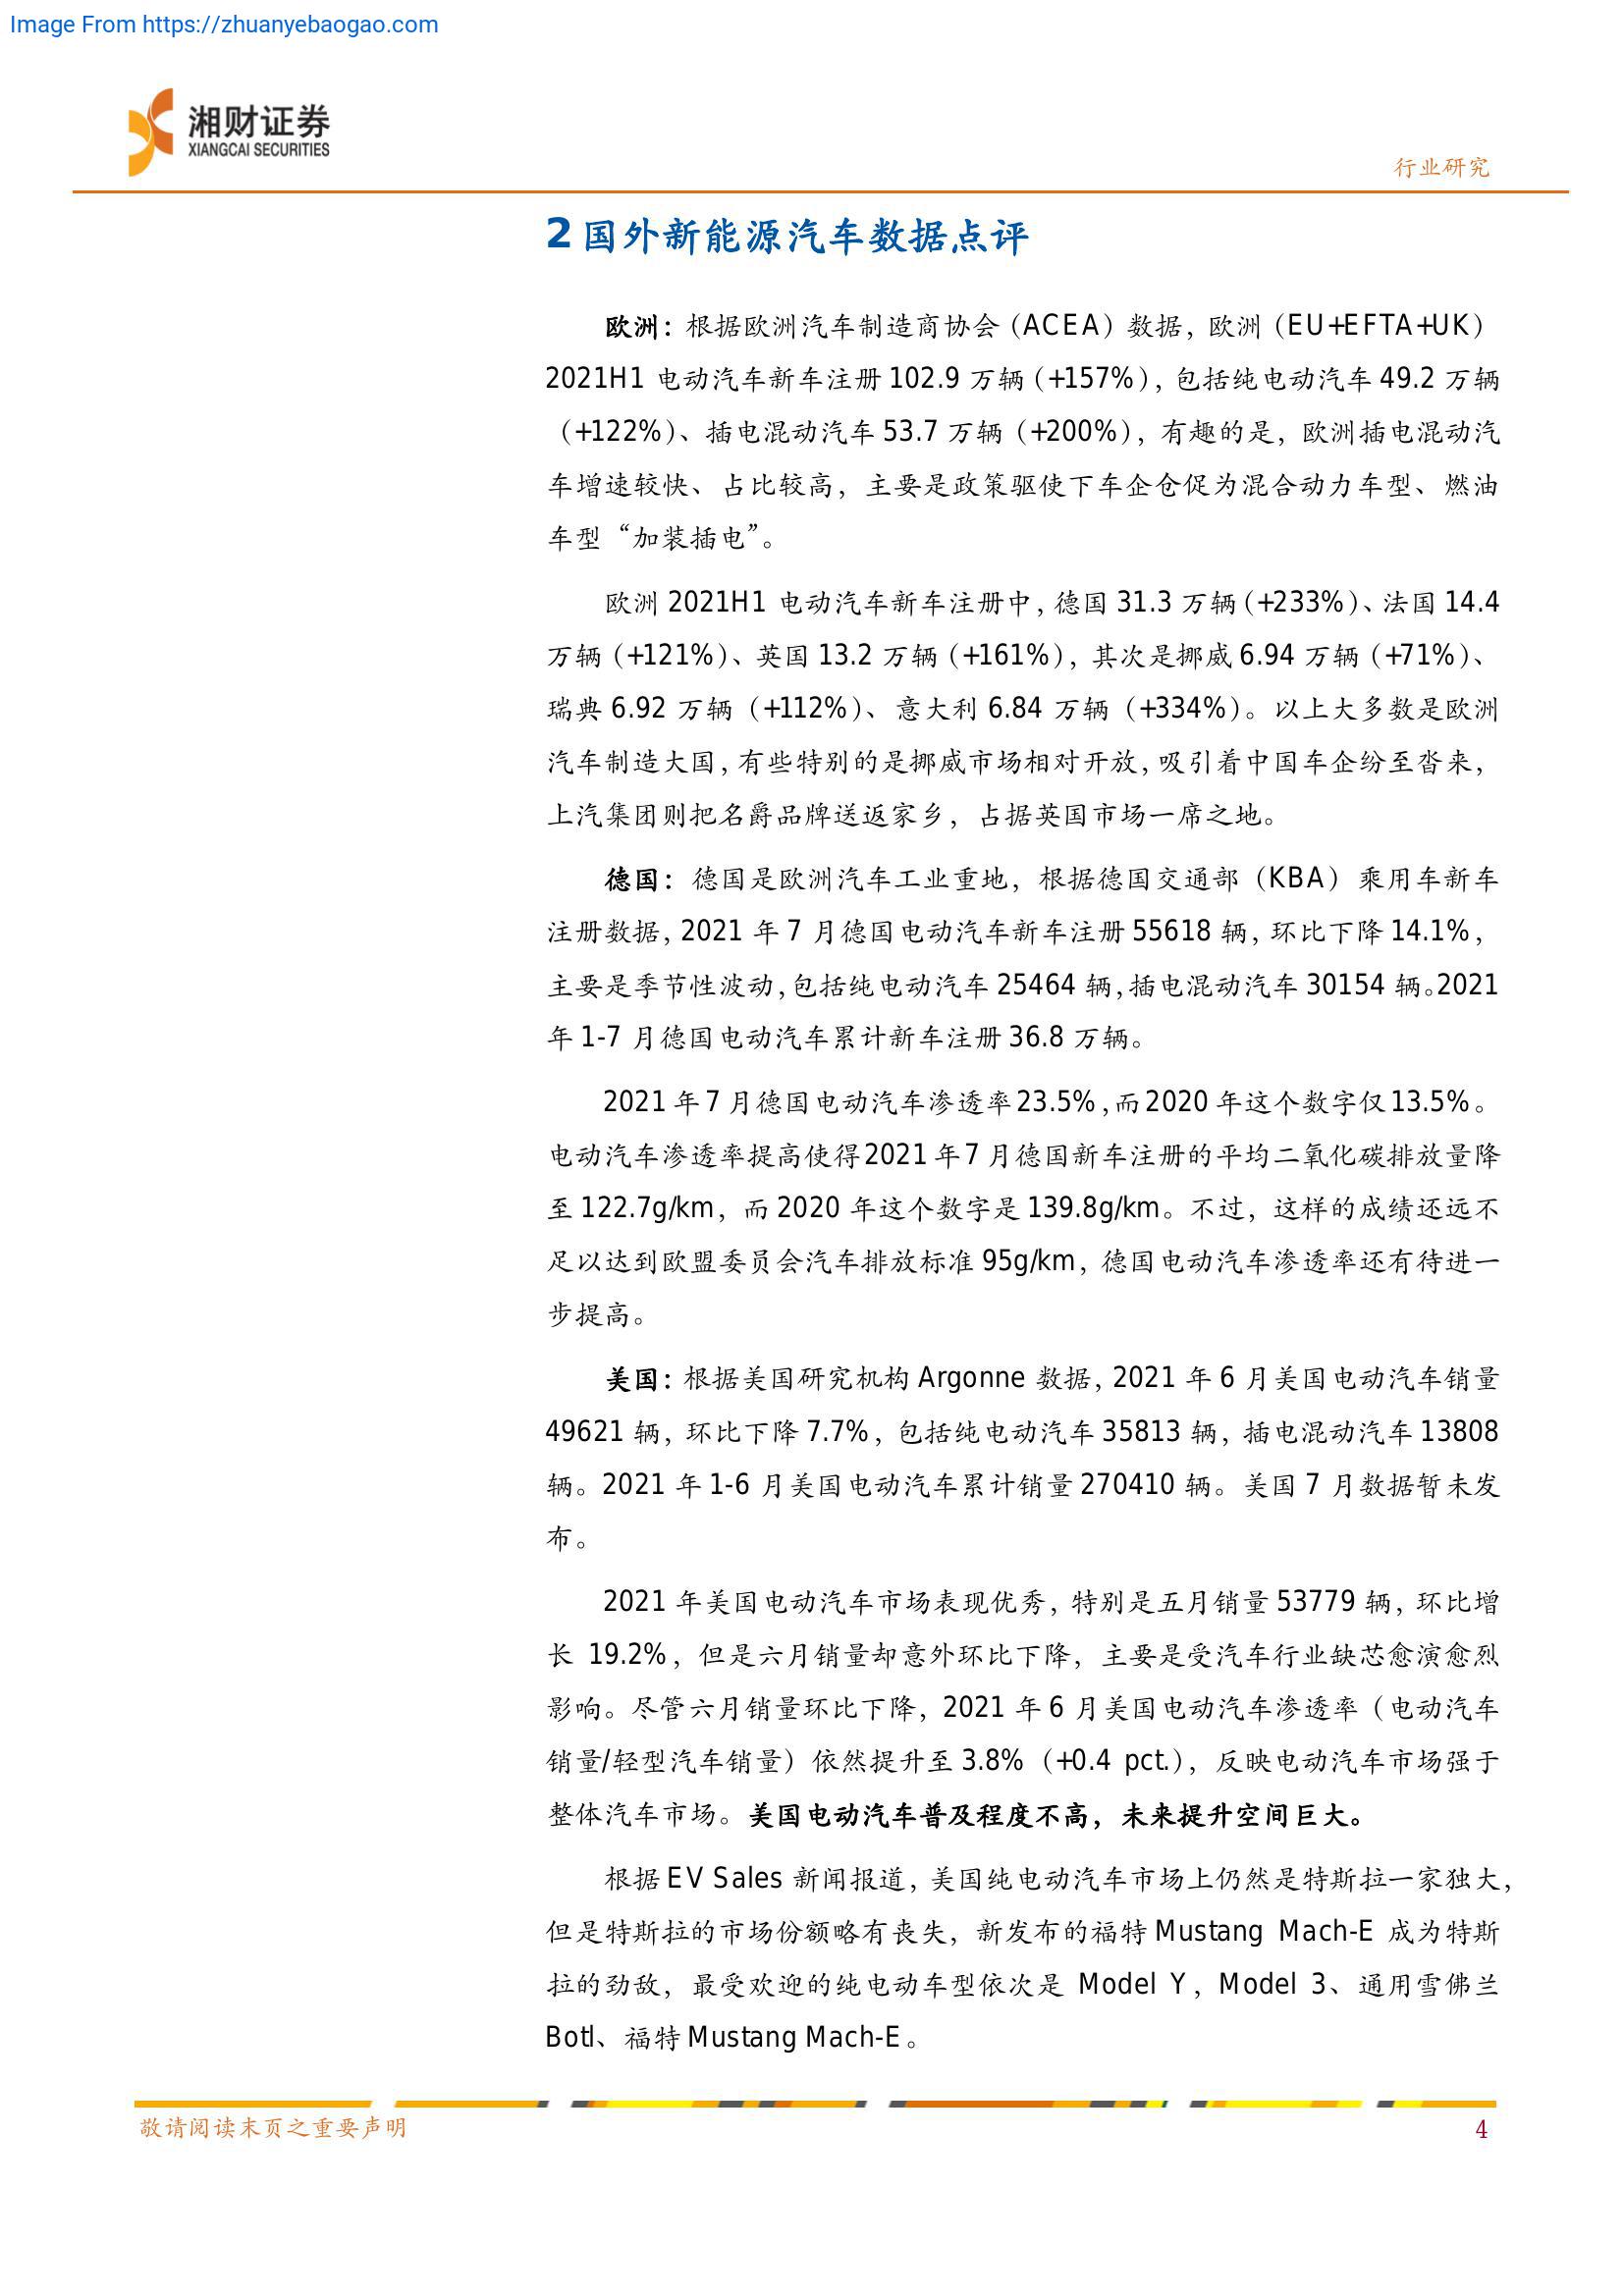 Image From https://zhuanyebaogao.com
湘财证券
XIANGCAI SECURITIES
行业研究
2 国外新能源汽车数据点评
欧洲：根据欧洲汽车制造商协会（ACEA）数据，欧洲（EU+EFTA+UK）
2021H1 电动汽车新车注册 102.9 万辆（+157%），包括纯电动汽车 49.2 万辆
（+122%）、插电混动汽车 53.7 万辆（+200%），有趣的是，欧洲插电混动汽
车增速较快、占比较高，主要是政策驱使下车企仓促为混合动力车型、燃油
车型“加装插电”。
欧洲 2021H1 电动汽车新车注册中，德国 31.3 万辆（+233%）、法国 14.4
万辆（+121%）、英国 13.2 万辆（+161%），其次是挪威 6.94 万辆（+71%）、
瑞典 6.92 万辆（+112%）、意大利 6.84 万辆（+334%）。以上大多数是欧洲
汽车制造大国，有些特别的是挪威市场相对开放，吸引着中国车企纷至沓来，
上汽集团则把名爵品牌送返家乡，占据英国市场一席之地。
德国：德国是欧洲汽车工业重地，根据德国交通部（KBA）乘用车新车
注册数据，2021 年 7 月德国电动汽车新车注册 55618 辆，环比下降 14.1%，
主要是季节性波动，包括纯电动汽车 25464 辆，插电混动汽车 30154 辆。2021
年 1-7 月德国电动汽车累计新车注册 36.8 万辆。
2021 年 7 月德国电动汽车渗透率 23.5%，而 2020 年这个数字仅 13.5%。
电动汽车渗透率提高使得 2021 年 7 月德国新车注册的平均二氧化碳排放量降
至 122.7g/km，而 2020 年这个数字是 139.8g/km。不过，这样的成绩还远不
足以达到欧盟委员会汽车排放标准 95g/km，德国电动汽车渗透率还有待进一
步提高。
美国：根据美国研究机构 Argonne 数据，2021 年 6 月美国电动汽车销量
49621 辆，环比下降 7.7%，包括纯电动汽车 35813 辆，插电混动汽车 13808
辆。2021 年 1-6 月美国电动汽车累计销量 270410 辆。美国 7 月数据暂未发
布。
2021 年美国电动汽车市场表现优秀，特别是五月销量 53779 辆，环比增
长 19.2%，但是六月销量却意外环比下降，主要是受汽车行业缺芯愈演愈烈
影响。尽管六月销量环比下降，2021 年 6 月美国电动汽车渗透率（电动汽车
销量/轻型汽车销量）依然提升至 3.8%（+0.4 pct.），反映电动汽车市场强于
整体汽车市场。美国电动汽车普及程度不高，未来提升空间巨大。
根据 EV Sales 新闻报道，美国纯电动汽车市场上仍然是特斯拉一家独大，
但是特斯拉的市场份额略有丧失，新发布的福特 Mustang Mach-E 成为特斯
拉的劲敌，最受欢迎的纯电动车型依次是 Model Y，Model 3、通用雪佛兰
Botl、福特 Mustang Mach-E。
敬请阅读末页之重要声明
4